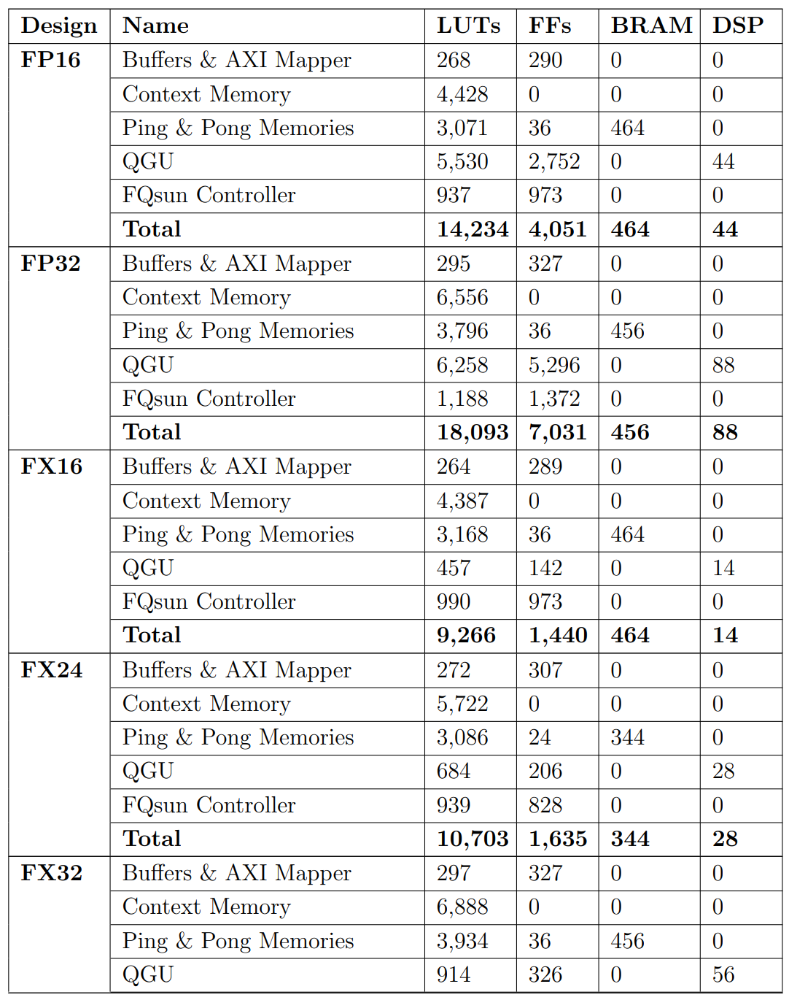 Design Name LUTs FFs BRAM DSP
FP16 Buffers & AXI Mapper 268 290 0 0
Context Memory 4,428 0 0 0
Ping & Pong Memories 3,071 36 464 0
QGU 5,530 2,752 0 44
FQsun Controller 937 973 0 0
Total 14,234 4,051 464 44
FP32 Buffers & AXI Mapper 295 327 0 0
Context Memory 6,556 0 0 0
Ping & Pong Memories 3,796 36 456 0
QGU 6,258 5,296 0 88
FQsun Controller 1,188 1,372 0 0
Total 18,093 7,031 456 88
FX16 Buffers & AXI Mapper 264 289 0 0
Context Memory 4,387 0 0 0
Ping & Pong Memories 3,168 36 464 0
QGU 457 142 0 14
FQsun Controller 990 973 0 0
Total 9,266 1,440 464 14
FX24 Buffers & AXI Mapper 272 307 0 0
Context Memory 5,722 0 0 0
Ping & Pong Memories 3,086 24 344 0
QGU 684 206 0 28
FQsun Controller 939 828 0 0
Total 10,703 1,635 344 28
FX32 Buffers & AXI Mapper 297 327 0 0
Context Memory 6,888 0 0 0
Ping & Pong Memories 3,934 36 456 0
QGU 914 326 0 56